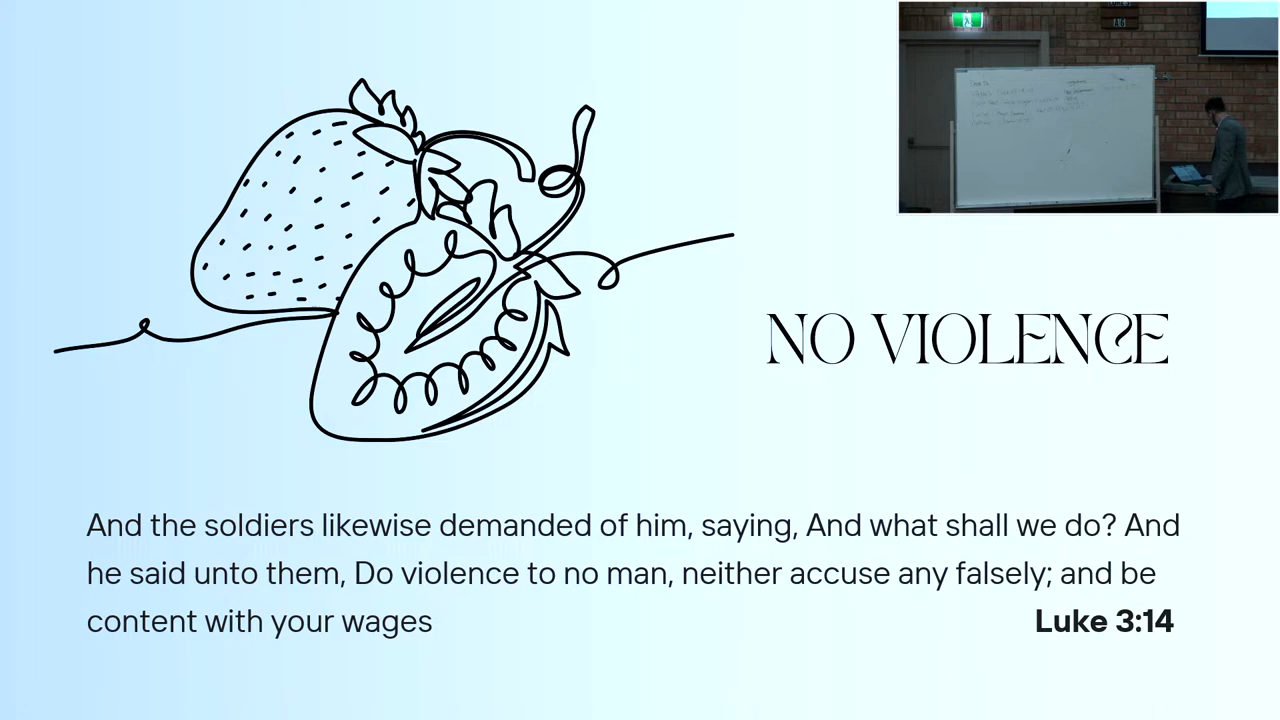 NO VIOLENCE
And the soldiers likewise demanded of him, saying, And what shall we do? And
he said unto them, Do violence to no man, neither accuse any falsely; and be
content with your wages
Luke 3:14